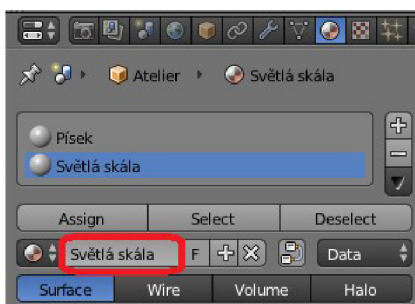 Atelier Světlá skála
Písek
Světlá skála
Assign Select Deselect
Světlá skála F Data
Surface Wire Volume Halo